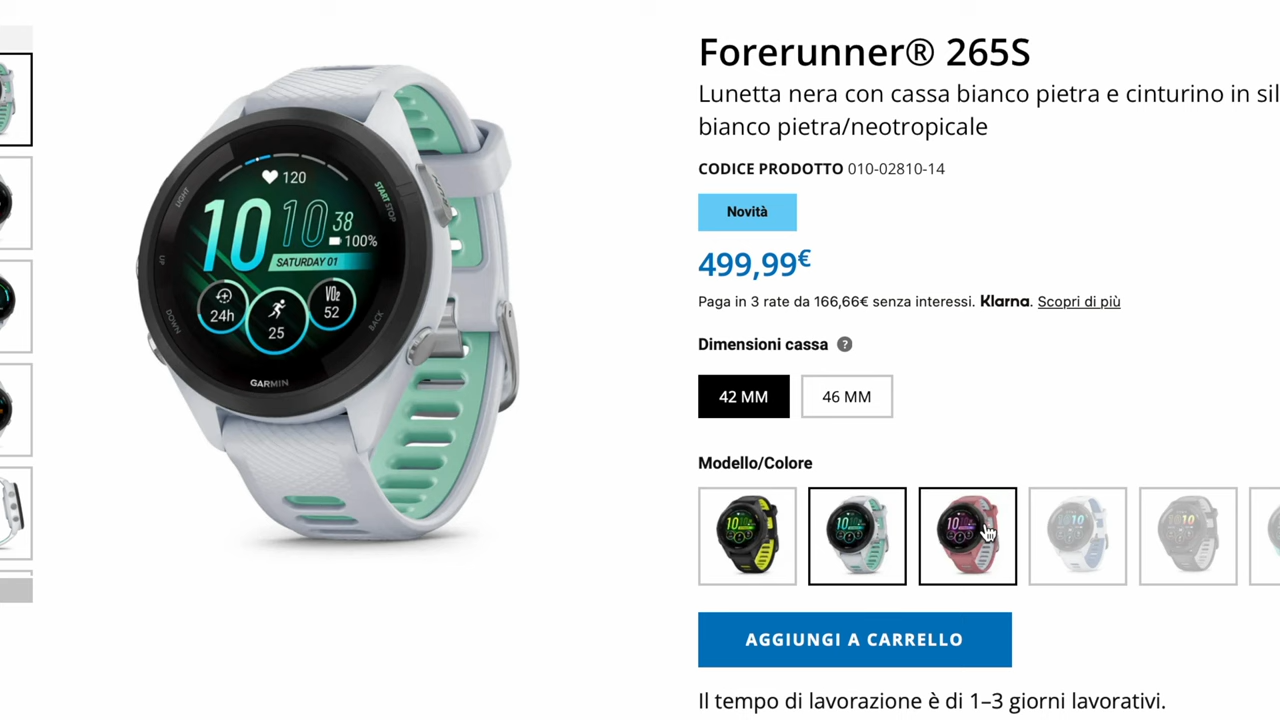 Forerunner® 265S
Lunetta nera con cassa bianco pietra e cinturino in sil
bianco pietra/neotropicale
CODICE PRODOTTO 010-02810-14
Novità
499,99€
Paga in 3 rate da 166,66€ senza interessi. Klarna. Scopri di più
Dimensioni cassa ?
42 MM
46 MM
Modello/Colore
AGGIUNGI A CARRELLO
Il tempo di lavorazione è di 1–3 giorni lavorativi.
120
LIGHT
START STOP
10 10 38
100%
SATURDAY 01
UP
24h
25
VO₂
52
DOWN
BACK
GARMIN